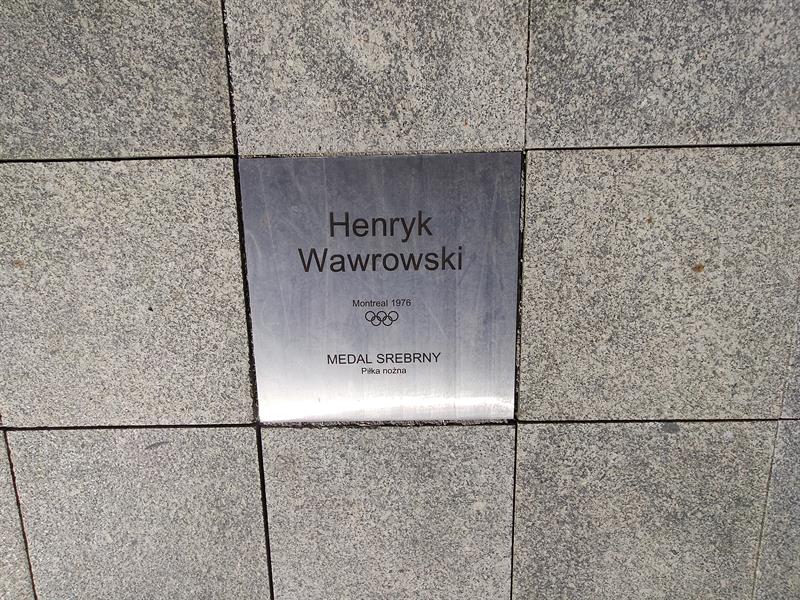 Henryk
Wawrowski
Montreal 1976
MEDAL SREBRNY
Piłka nożna